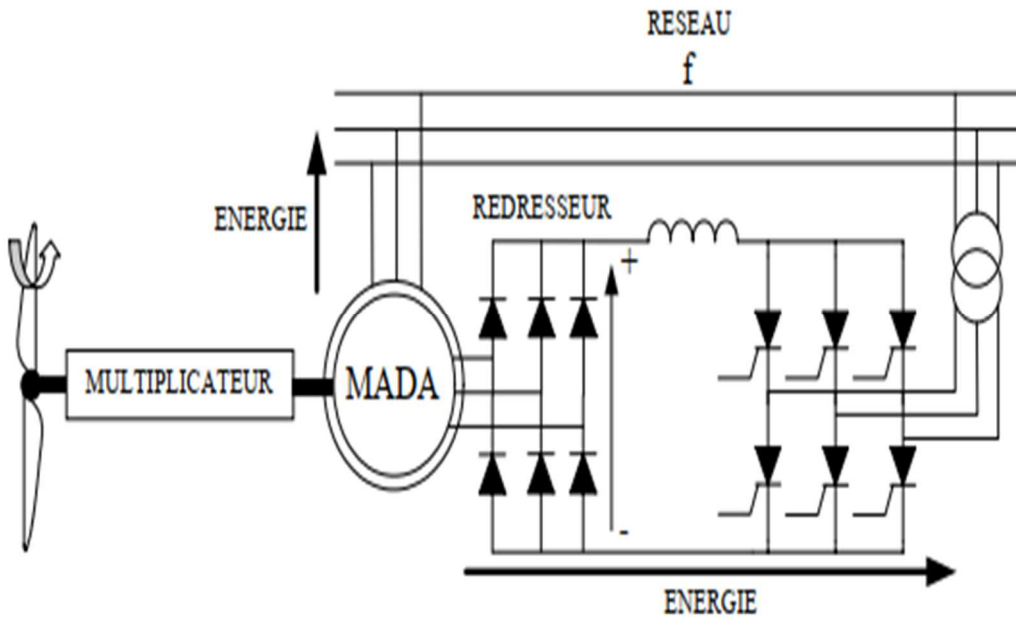 RESEAU
f
ENERGIE
REDRESSEUR
+
MULTIPLICATEUR
MADA
-
ENERGIE